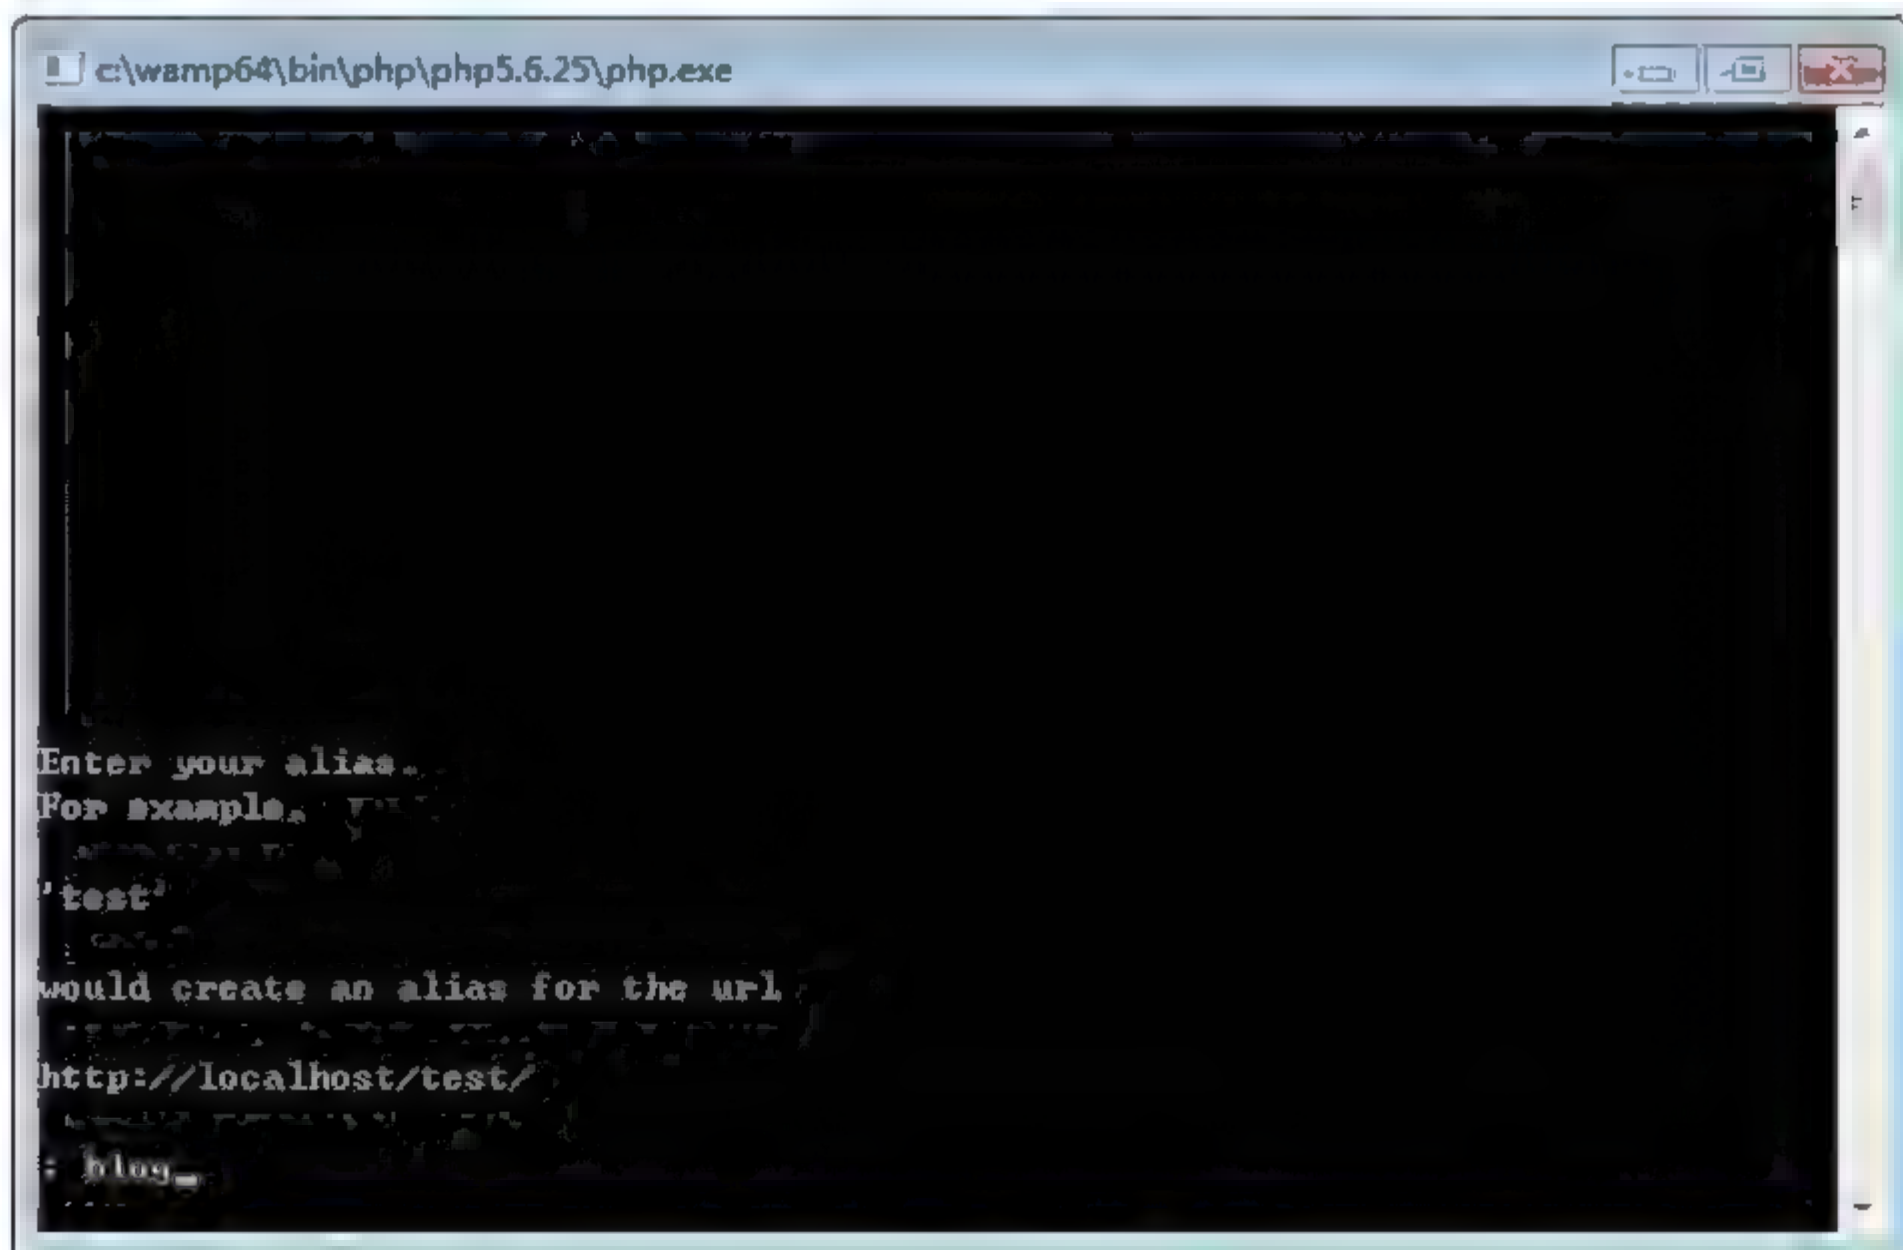 c:\wamp64\bin\php\php5.6.25\php.exe
Enter your alias.
For example,
'test'
would create an alias for the url
http://localhost/test/
: blog_